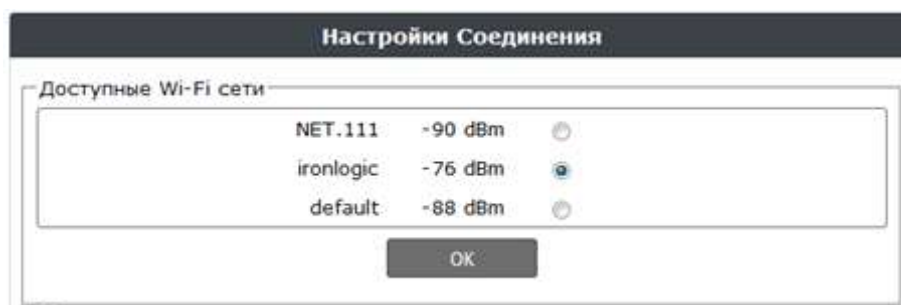 Настройки Соединения
Доступные Wi-Fi сети
NET.111 -90 dBm
ironlogic -76 dBm
default -88 dBm
OK